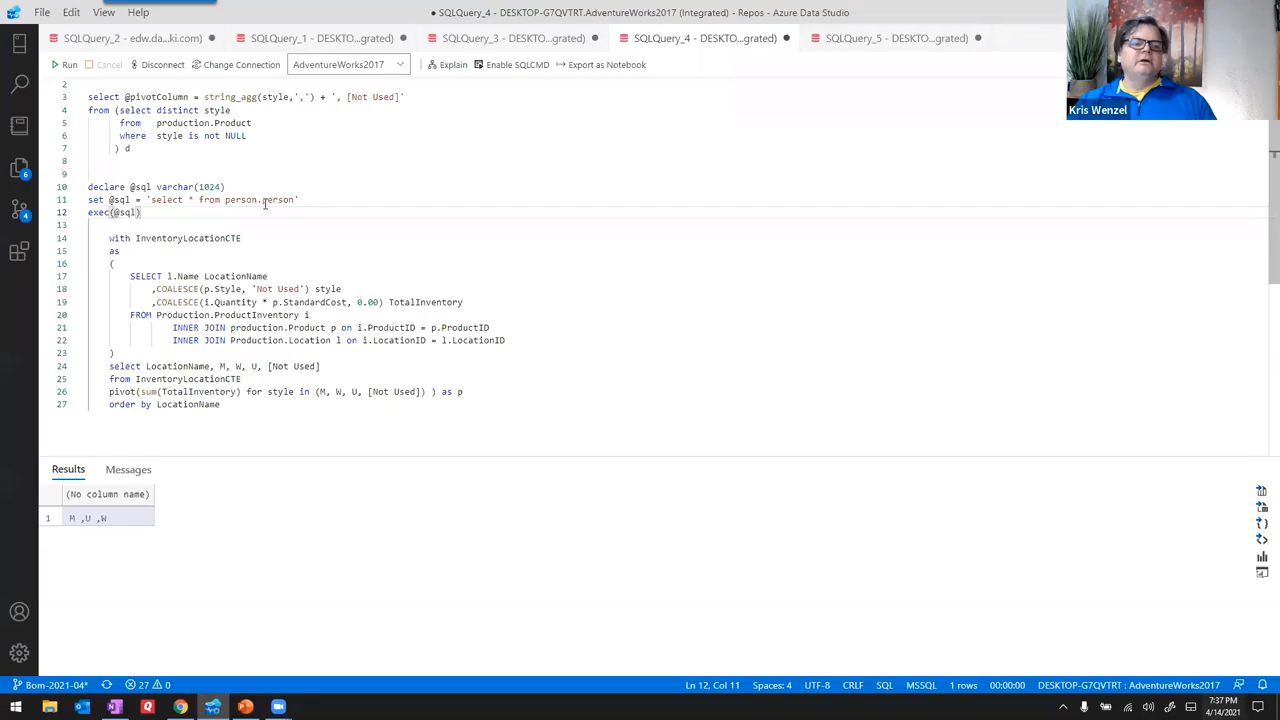 File Edit View Help
● SQLQuery_4 - DESKTOP-G7QVTRT.AdventureWorks2017 (Integrated) - Repos - Azure Data Studio
SQLQuery_2 - edw.da...ki.com) SQLQuery_1 - DESKTO...grated) SQLQuery_3 - DESKTO...grated) SQLQuery_4 - DESKTO...grated) SQLQuery_5 - DESKTO...grated)
Run Cancel Disconnect Change Connection AdventureWorks2017 Explain Enable SQLCMD Export as Notebook
Kris Wenzel
2
3 select @pivotColumn = string_agg(style,',') + ', [Not Used]'
4 from (select distinct style
5 from production.Product
6 where style is not NULL
7 ) d
8
9
10 declare @sql varchar(1024)
11 set @sql = 'select * from person.person'
12 exec(@sql)
13
14 with InventoryLocationCTE
15 as
16 (
17 SELECT l.Name LocationName
18 ,COALESCE(p.Style, 'Not Used') style
19 ,COALESCE(i.Quantity * p.StandardCost, 0.00) TotalInventory
20 FROM Production.ProductInventory i
21 INNER JOIN production.Product p on i.ProductID = p.ProductID
22 INNER JOIN Production.Location l on i.LocationID = l.LocationID
23 )
24 select LocationName, M, W, U, [Not Used]
25 from InventoryLocationCTE
26 pivot(sum(TotalInventory) for style in (M, W, U, [Not Used]) ) as p
27 order by LocationName
6
4
Results Messages
(No column name)
1 M ,U ,W
Bom-2021-04* 27 0 Ln 12, Col 11 Spaces: 4 UTF-8 CRLF SQL MSSQL 1 rows 00:00:00 DESKTOP-G7QVTRT : AdventureWorks2017
7:37 PM
4/14/2021